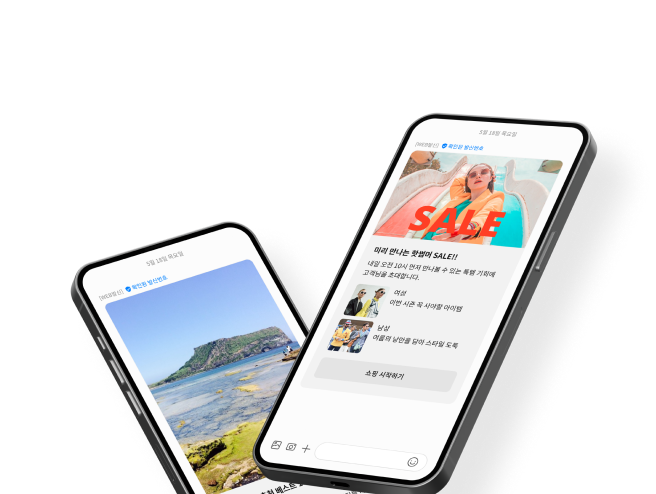 5월 18일 목요일
[WEB발신] 확인된 발신번호
SALE
미리 만나는 핫썸머 SALE!!
내일 오전 10시 먼저 만나볼 수 있는 특템 기회에
고객님을 초대합니다.
여성
이번 시즌 꼭 사야할 아이템
남성
여름의 낭만을 담아 스타일 도록
쇼핑 시작하기
5월 18일 목요일
[WEB발신] 확인된 발신번호
베스트